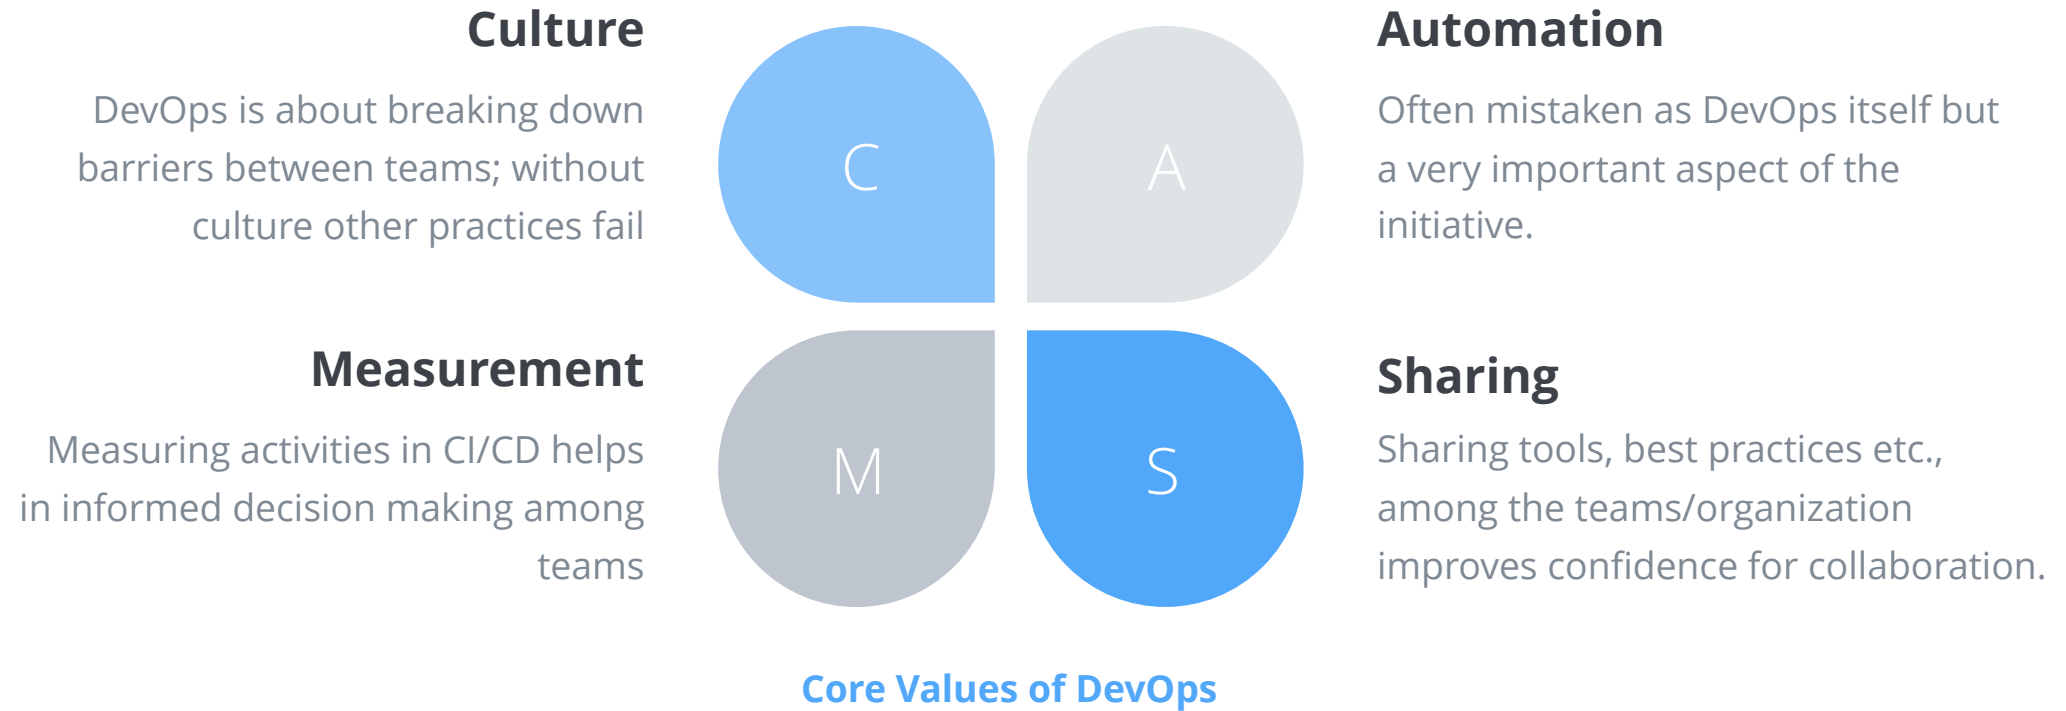 Culture
DevOps is about breaking down
barriers between teams; without
culture other practices fail
C
A
Automation
Often mistaken as DevOps itself but
a very important aspect of the
initiative.
Measurement
Measuring activities in CI/CD helps
in informed decision making among
teams
M
S
Sharing
Sharing tools, best practices etc.,
among the teams/organization
improves confidence for collaboration.
Core Values of DevOps